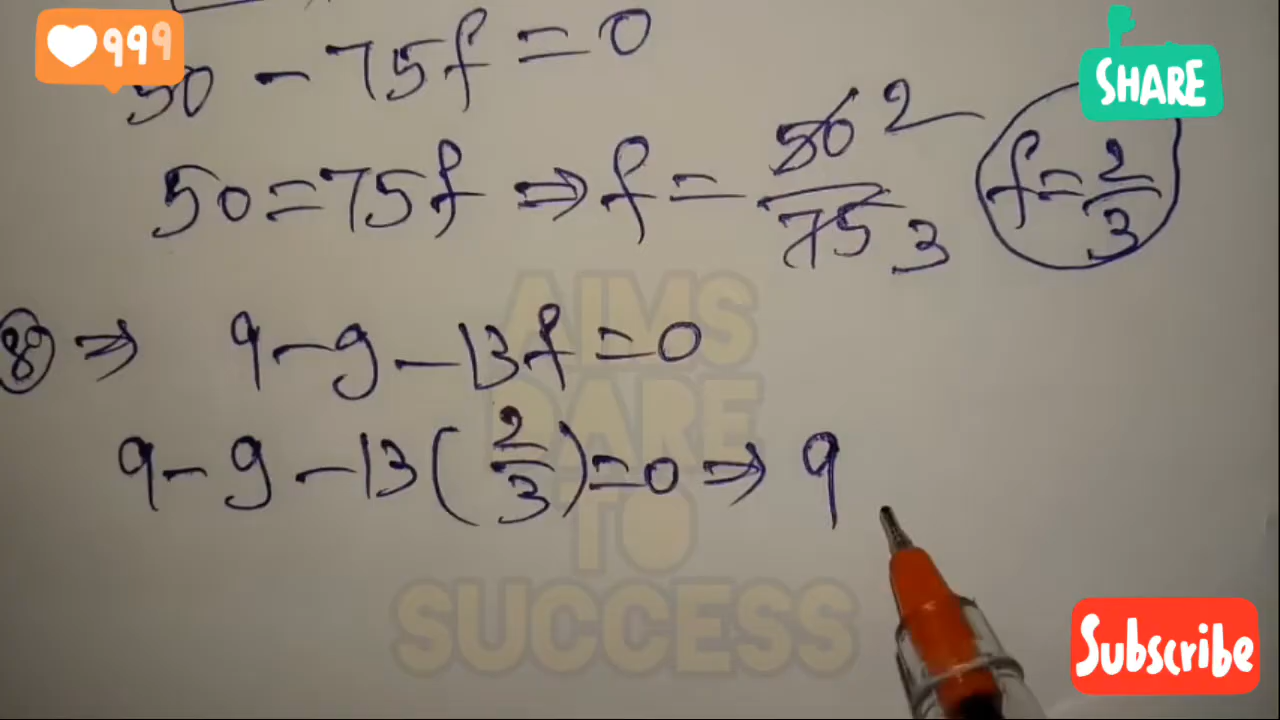 999
SHARE
50 - 75f = 0
50 = 75f ⇒ f = 50/75 2/3 f = 2/3
⑧ ⇒ 9 - g - 13f = 0
9 - g - 13(2/3) = 0 ⇒ 9
AIMS
DARE
TO
SUCCESS
Subscribe